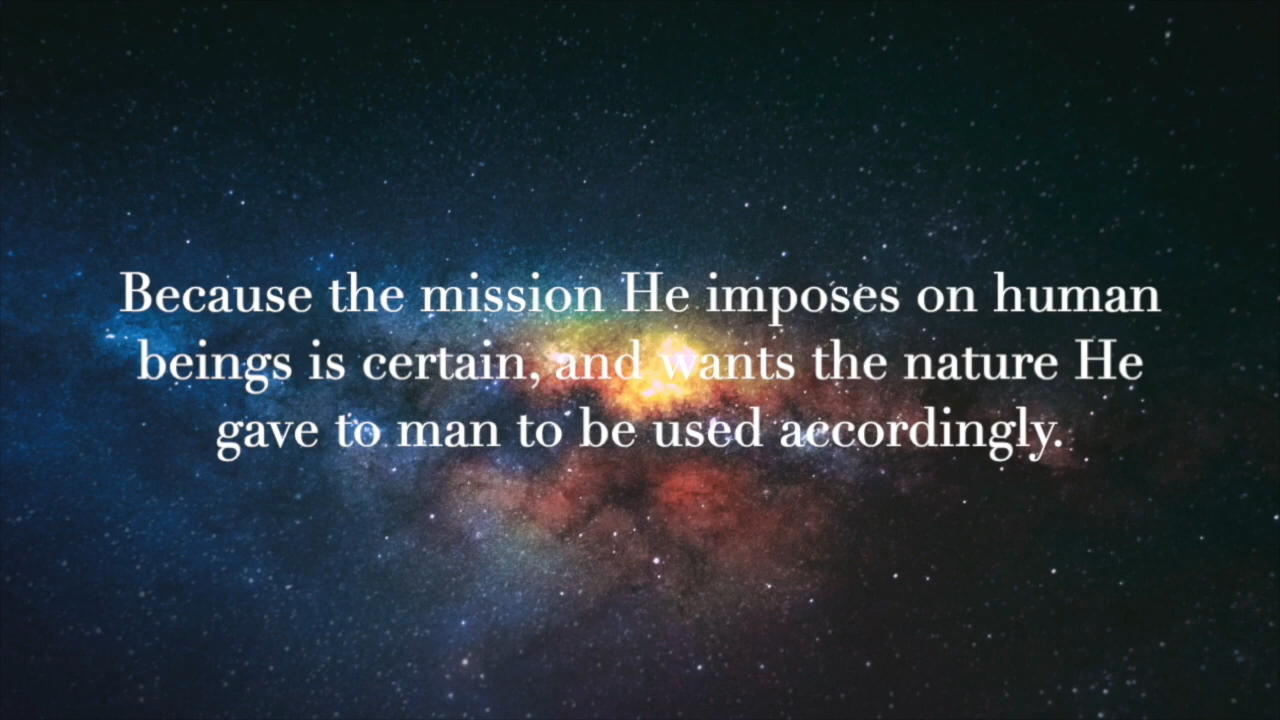 Because the mission He imposes on human
beings is certain, and wants the nature He
gave to man to be used accordingly.